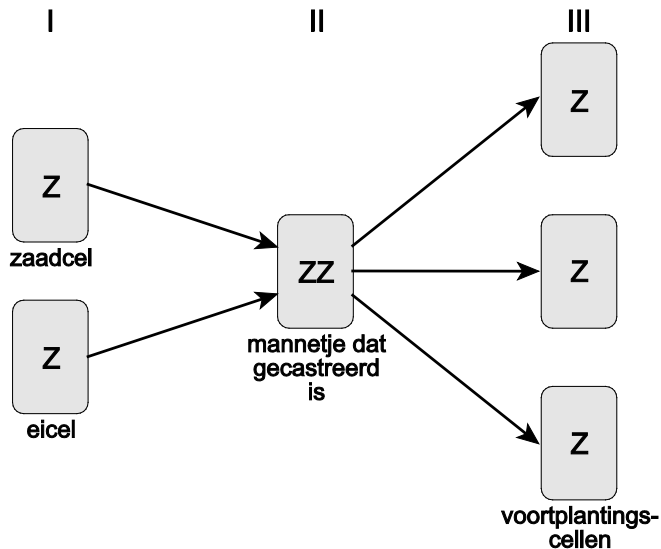 I II III
Z
zaadcel
Z
eicel
ZZ
mannetje dat
gecastreerd
is
Z
Z
Z
voortplantings-
cellen